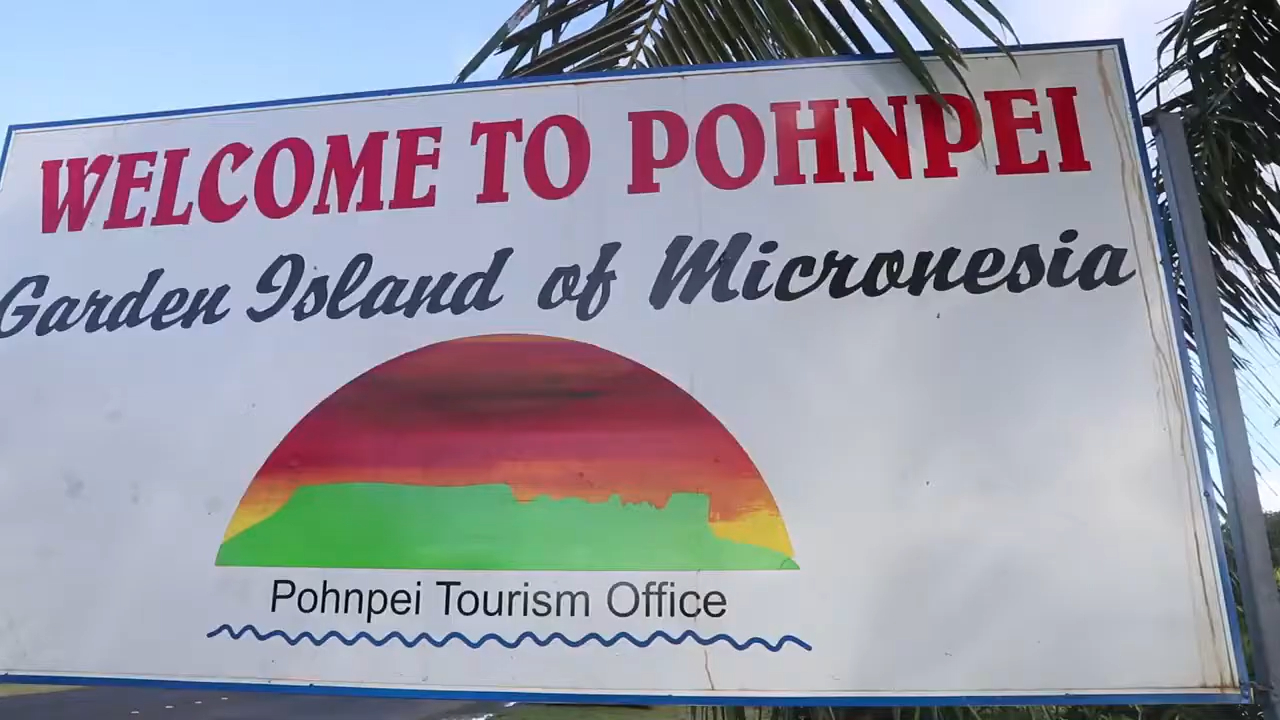 WELCOME TO POHNPEI
Garden Island of Micronesia
Pohnpei Tourism Office